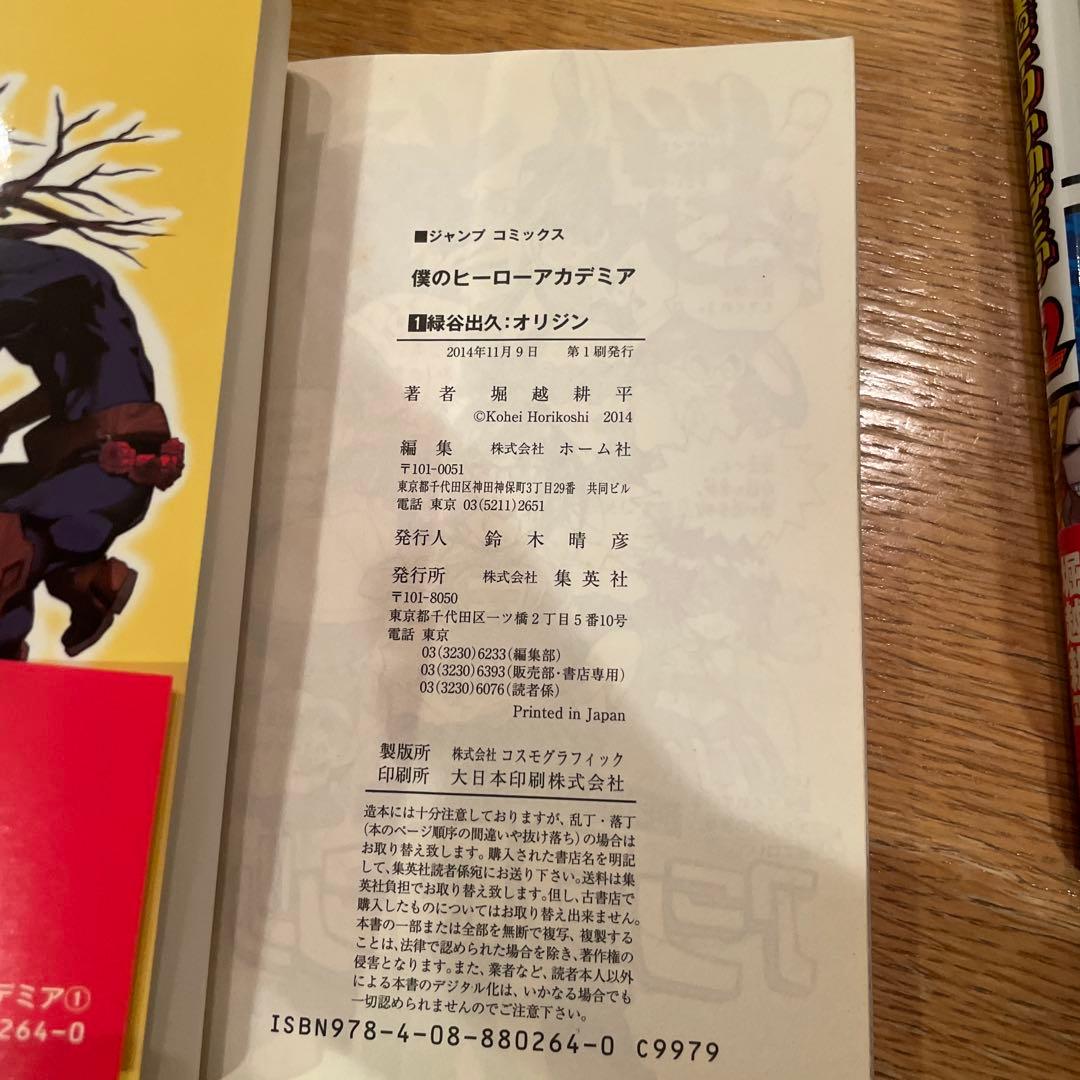 ■ジャンプ コミックス
僕のヒーローアカデミア
1緑谷出久:オリジン
2014年11月9日 第1刷発行
著者 堀越耕平
©Kohei Horikoshi 2014
編集 株式会社 ホーム社
〒101-0051
東京都千代田区神田神保町3丁目29番 共同ビル
電話 東京 03(5211)2651
発行人 鈴木晴彦
発行所 株式会社 集英社
〒101-8050
東京都千代田区一ツ橋2丁目5番10号
電話 東京
03(3230)6233(編集部)
03(3230)6393(販売部・書店専用)
03(3230)6076(読者係)
Printed in Japan
製版所 株式会社 コスモグラフィック
印刷所 大日本印刷株式会社
造本には十分注意しておりますが、乱丁・落丁
(本のページ順序の間違いや抜け落ち)の場合は
お取り替え致します。購入された書店名を明記
して、集英社読者係宛にお送り下さい。送料は集
英社負担でお取り替え致します。但し、古書店で
購入したものについてはお取り替え出来ません。
本書の一部または全部を無断で複写、複製する
ことは、法律で認められた場合を除き、著作権の
侵害となります。また、業者など、読者本人以外
による本書のデジタル化は、いかなる場合でも
一切認められませんのでご注意下さい。
ISBN978-4-08-880264-0 C9979
デミア①
264-0
2